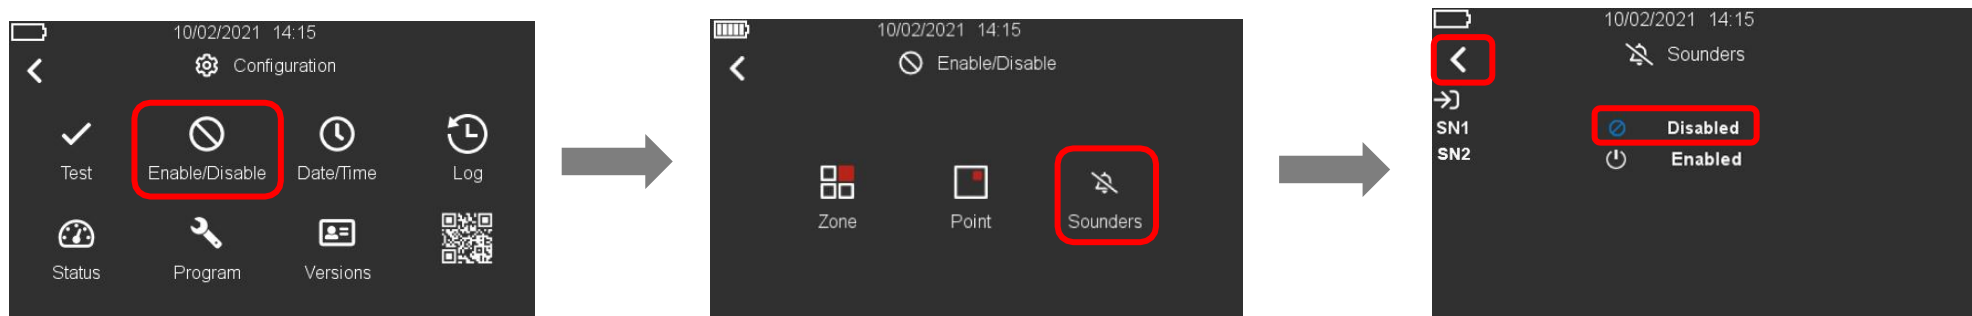 10/02/2021 14:15
Configuration
Test Enable/Disable Date/Time Log
Status Program Versions
10/02/2021 14:15
Enable/Disable
Zone Point Sounders
10/02/2021 14:15
Sounders
SN1 Disabled
SN2 Enabled